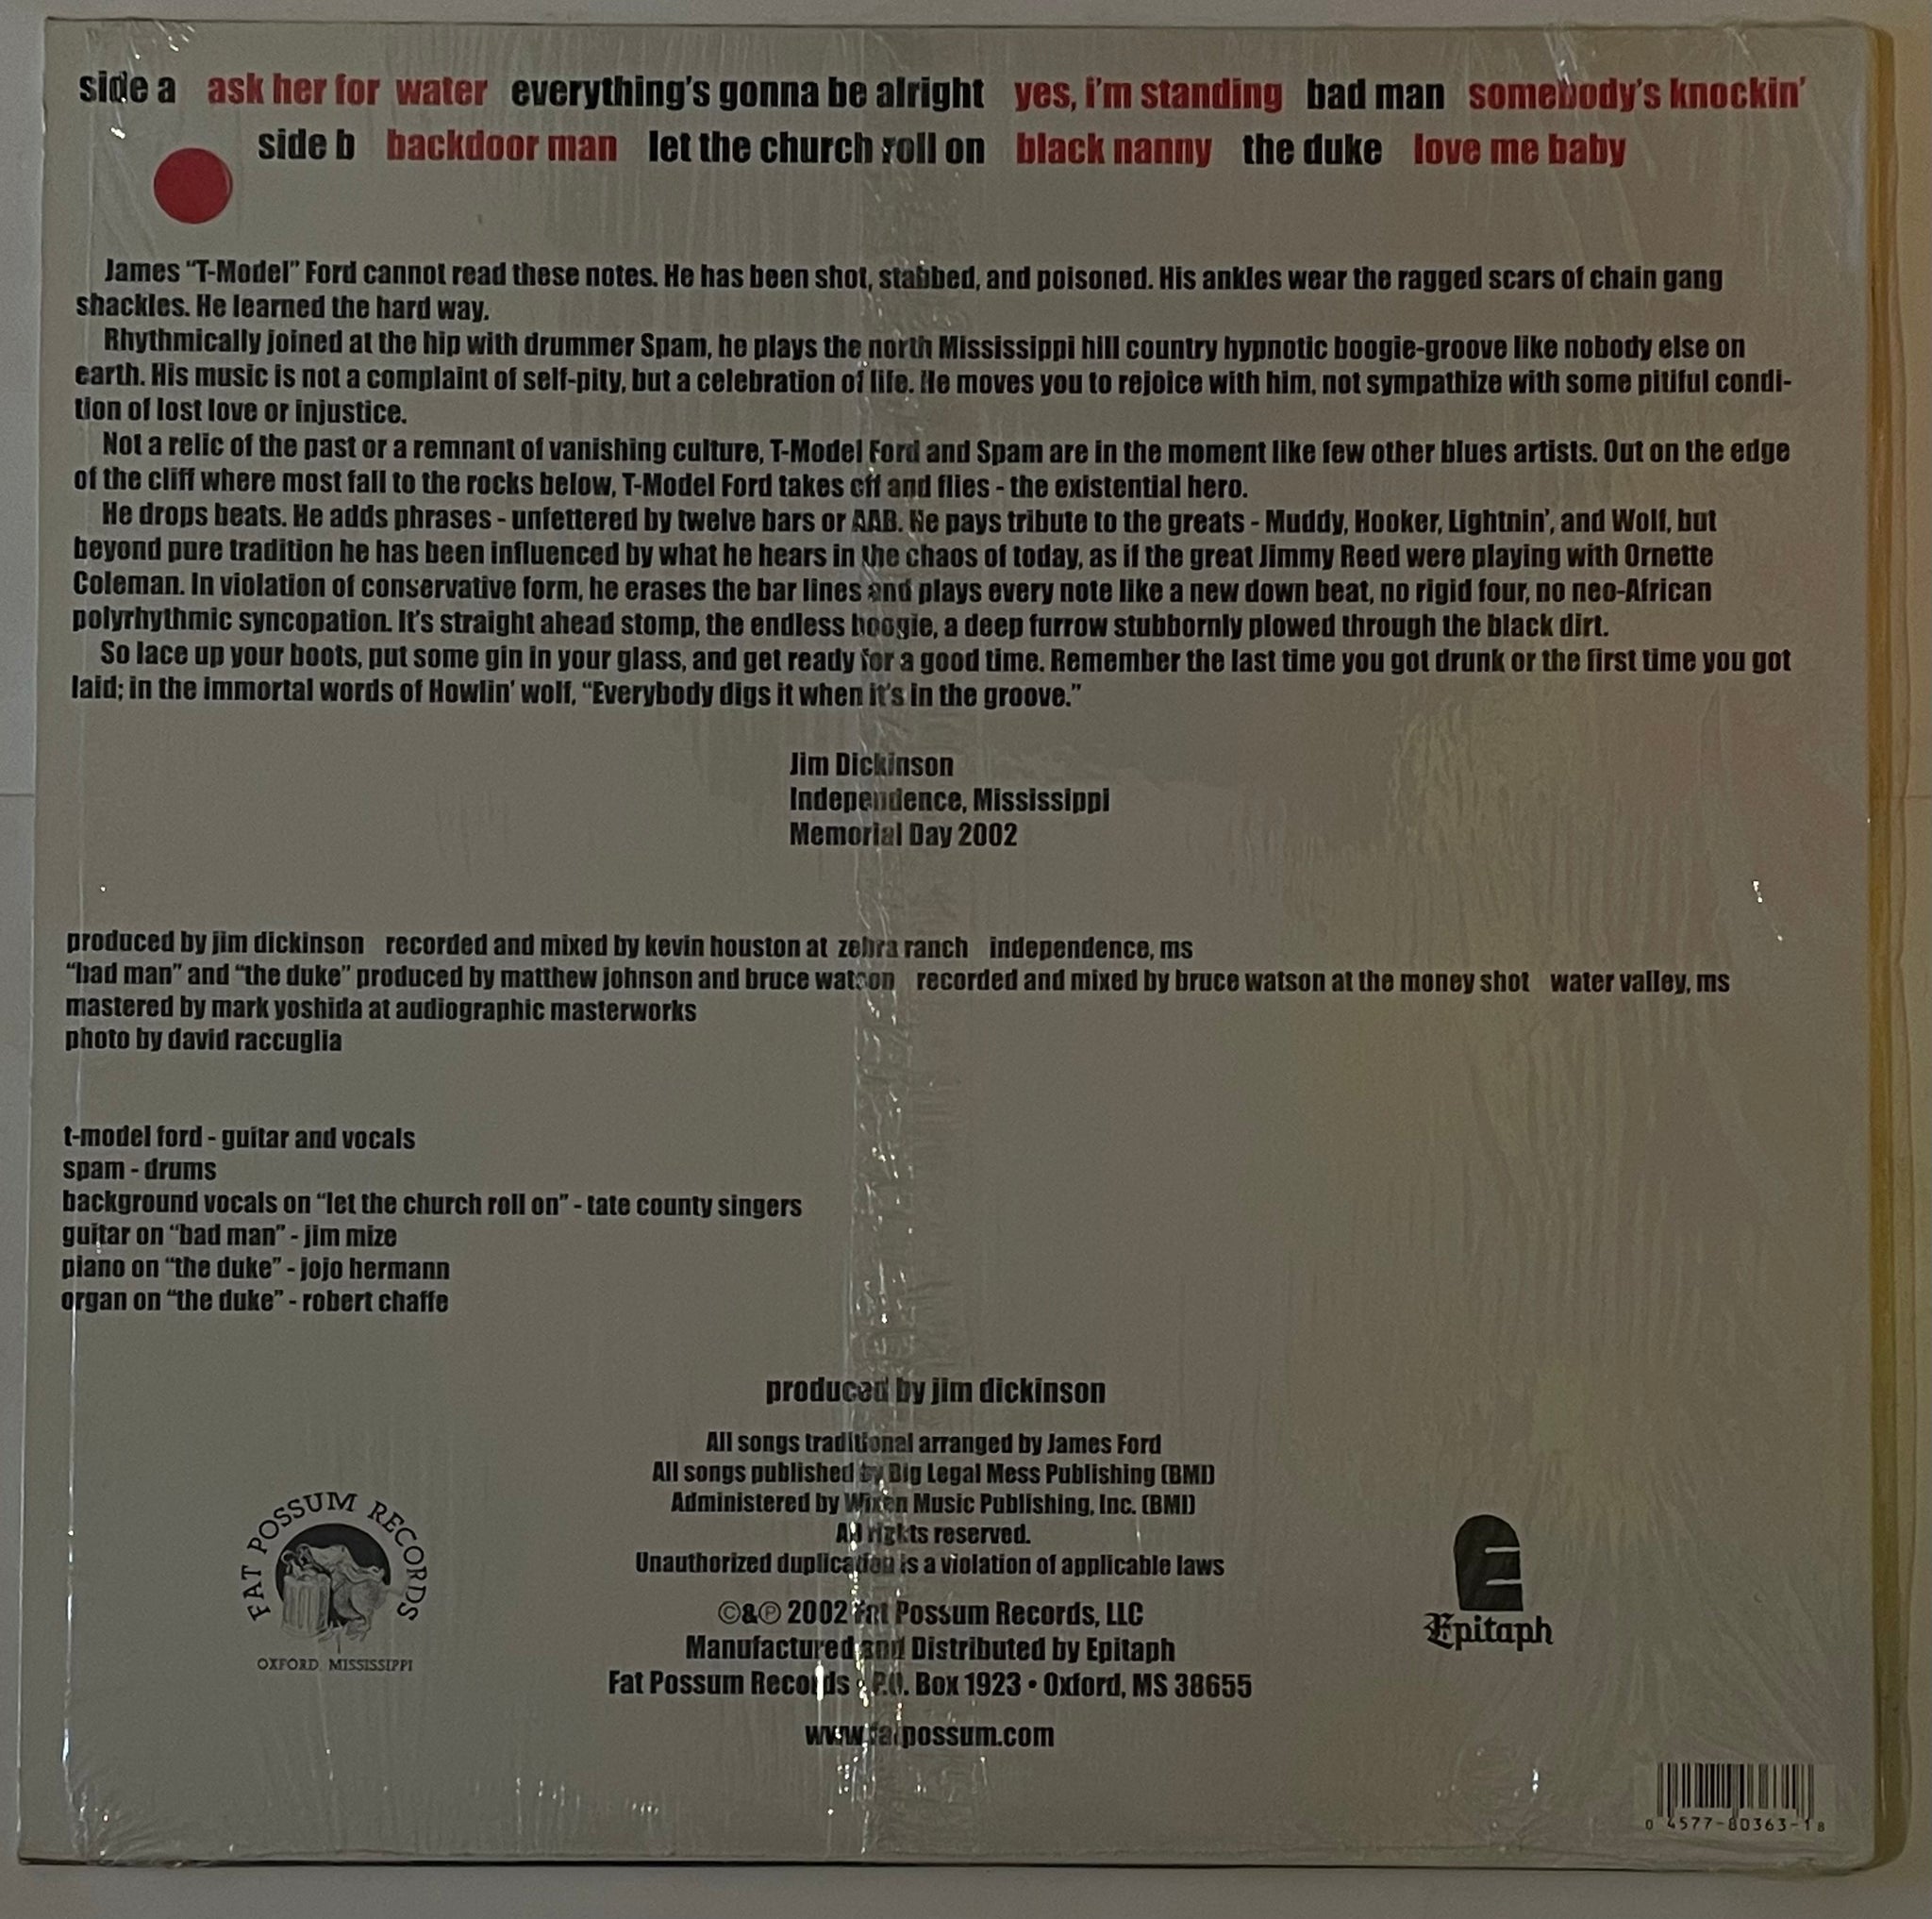 side a ask her for water everything's gonna be alright yes, i'm standing bad man somebody's knockin'
side b backdoor man let the church roll on black nanny the duke love me baby
James “T-Model” Ford cannot read these notes. He has been shot, stabbed, and poisoned. His ankles wear the ragged scars of chain gang
shackles. He learned the hard way.
Rhythmically joined at the hip with drummer Spam, he plays the north Mississippi hill country hypnotic boogie-groove like nobody else on
earth. His music is not a complaint of self-pity, but a celebration of life. He moves you to rejoice with him, not sympathize with some pitiful condi-
tion of lost love or injustice.
Not a relic of the past or a remnant of vanishing culture, T-Model Ford and Spam are in the moment like few other blues artists. Out on the edge
of the cliff where most fall to the rocks below, T-Model Ford takes off and flies - the existential hero.
He drops beats. He adds phrases - unfettered by twelve bars or AAB. He pays tribute to the greats - Muddy, Hooker, Lightnin', and Wolf, but
beyond pure tradition he has been influenced by what he hears in the chaos of today, as if the great Jimmy Reed were playing with Ornette
Coleman. In violation of conservative form, he erases the bar lines and plays every note like a new down beat, no rigid four, no neo-African
polyrhythmic syncopation. It's straight ahead stomp, the endless boogie, a deep furrow stubbornly plowed through the black dirt.
So lace up your boots, put some gin in your glass, and get ready for a good time. Remember the last time you got drunk or the first time you got
laid; in the immortal words of Howlin' wolf, “Everybody digs it when it's in the groove.”
Jim Dickinson
Independence, Mississippi
Memorial Day 2002
produced by jim dickinson recorded and mixed by kevin houston at zebra ranch independence, ms
“bad man” and “the duke” produced by matthew johnson and bruce watson recorded and mixed by bruce watson at the money shot water valley, ms
mastered by mark yoshida at audiographic masterworks
photo by david raccuglia
t-model ford - guitar and vocals
spam - drums
background vocals on “let the church roll on” - tate county singers
guitar on “bad man” - jim mize
piano on “the duke” - jojo hermann
organ on “the duke” - robert chaffe
produced by jim dickinson
All songs traditional arranged by James Ford
All songs published by Big Legal Mess Publishing (BMI)
Administered by Wixen Music Publishing, Inc. (BMI)
All rights reserved.
Unauthorized duplication is a violation of applicable laws
©&℗ 2002 Fat Possum Records, LLC
Manufactured and Distributed by Epitaph
Fat Possum Records • P.O. Box 1923 • Oxford, MS 38655
www.fatpossum.com
FAT POSSUM RECORDS
OXFORD, MISSISSIPPI
Epitaph
0 4577-80363-1 8